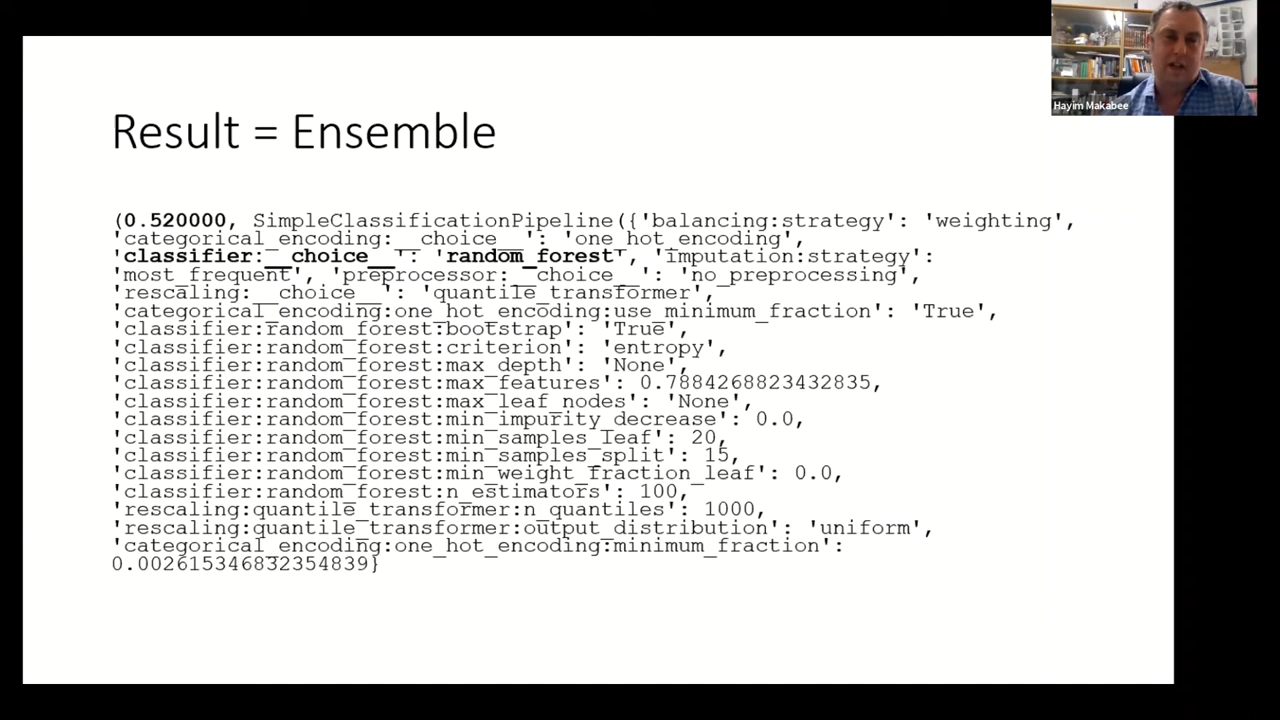 Hayim Makabee
Result = Ensemble
(0.520000, SimpleClassificationPipeline({'balancing:strategy': 'weighting',
'categorical_encoding:__choice__': 'one_hot_encoding',
'classifier:__choice__': 'random_forest', 'imputation:strategy':
'most_frequent', 'preprocessor:__choice__': 'no_preprocessing',
'rescaling:__choice__': 'quantile_transformer',
'categorical_encoding:one_hot_encoding:use_minimum_fraction': 'True',
'classifier:random_forest:bootstrap': 'True',
'classifier:random_forest:criterion': 'entropy',
'classifier:random_forest:max_depth': 'None',
'classifier:random_forest:max_features': 0.7884268823432835,
'classifier:random_forest:max_leaf_nodes': 'None',
'classifier:random_forest:min_impurity_decrease': 0.0,
'classifier:random_forest:min_samples_leaf': 20,
'classifier:random_forest:min_samples_split': 15,
'classifier:random_forest:min_weight_fraction_leaf': 0.0,
'classifier:random_forest:n_estimators': 100,
'rescaling:quantile_transformer:n_quantiles': 1000,
'rescaling:quantile_transformer:output_distribution': 'uniform',
'categorical_encoding:one_hot_encoding:minimum_fraction':
0.002615346832354839}